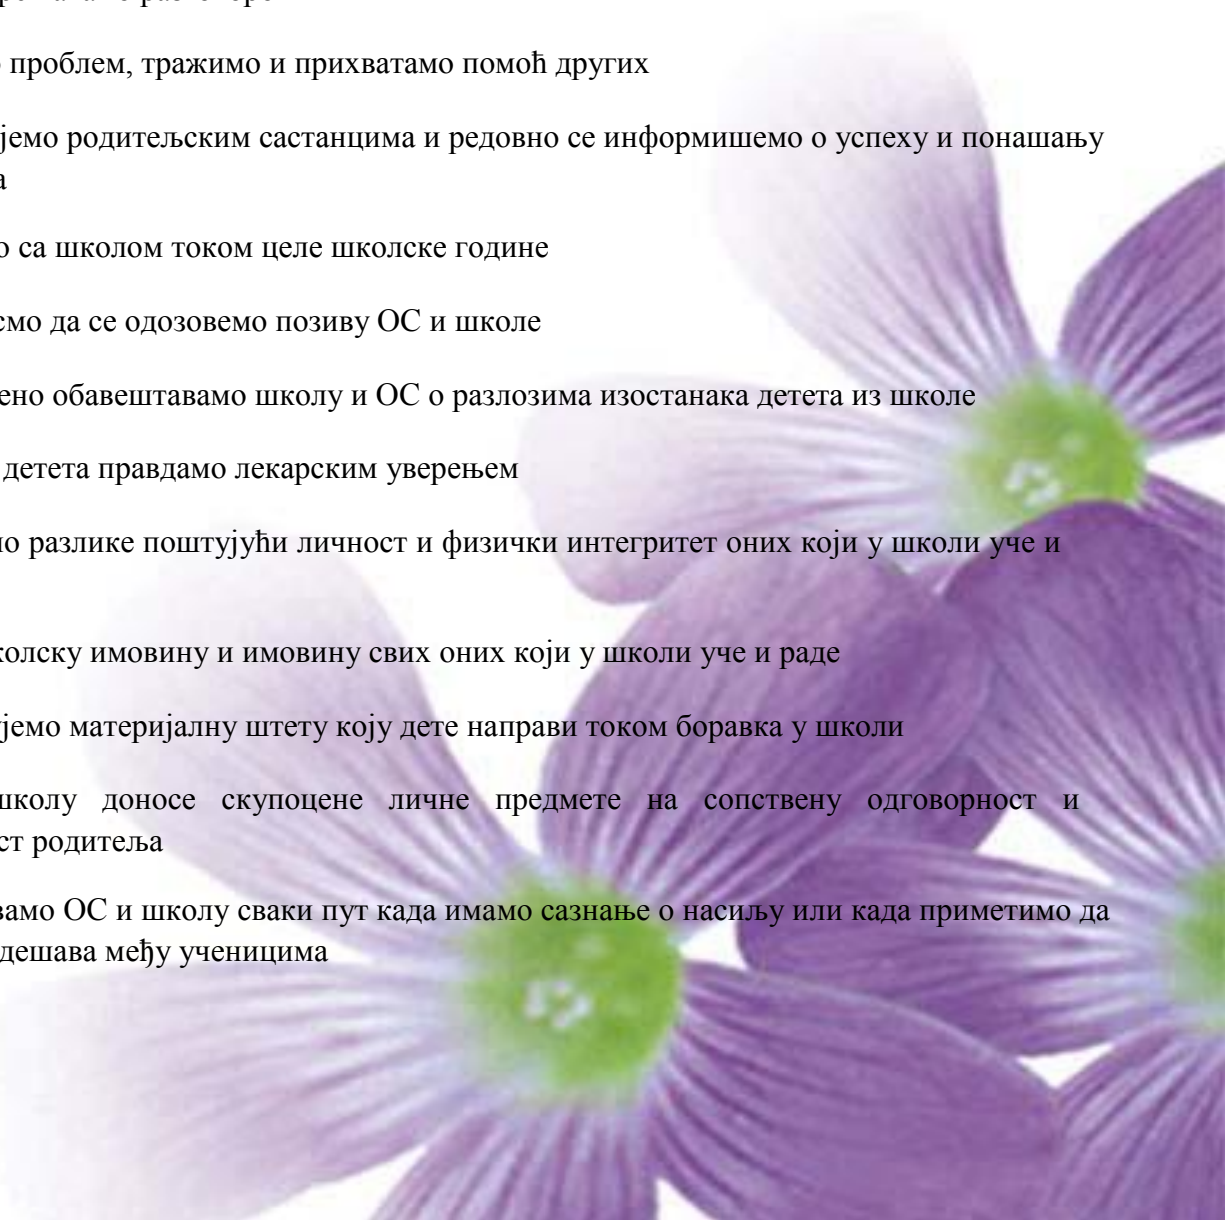 проблем, тражимо и прихватамо помоћ других
јемо родитељским састанцима и редовно се информишемо о успеху и понашању
а
о са школом током целе школске године
смо да се одозовемо позиву ОС и школе
ено обавештавамо школу и ОС о разлозима изостанака детета из школе
детета правдамо лекарским уверењем
о разлике поштујући личност и физички интегритет оних који у школи уче и
колску имовину и имовину свих оних који у школи уче и раде
јемо материјалну штету коју дете направи током боравка у школи
школу доносе скупоцене личне предмете на сопствену одговорност и
ст родитеља
вамо ОС и школу сваки пут када имамо сазнање о насиљу или када приметимо да
дешава међу ученицима